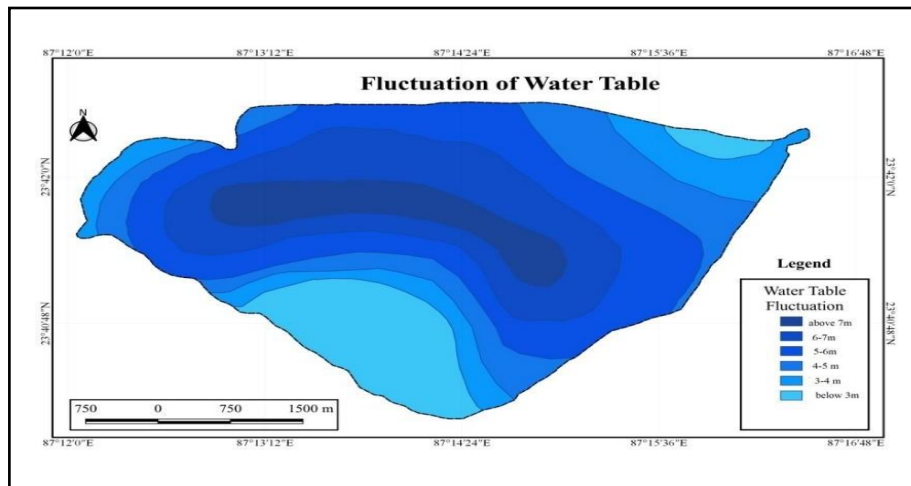 87°12'0"E 87°13'12"E 87°14'24"E 87°15'36"E 87°16'48"E
Fluctuation of Water Table
N
23°42'0"N 23°42'0"N
Legend
Water Table
Fluctuation
above 7m
6-7m
5-6m
4-5 m
3-4 m
below 3m
23°40'48"N 23°40'48"N
750 0 750 1500 m
87°12'0"E 87°13'12"E 87°14'24"E 87°15'36"E 87°16'48"E